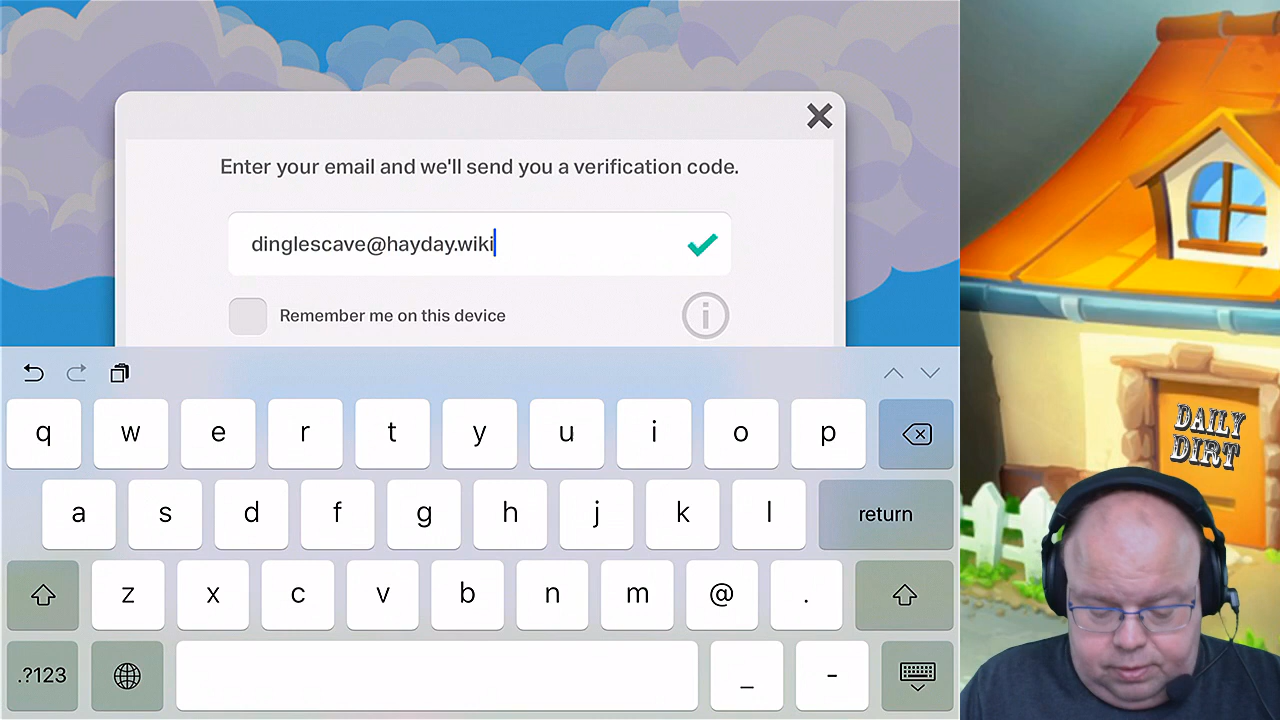 Enter your email and we'll send you a verification code.
dinglescave@hayday.wiki
Remember me on this device
i
q w e r t y u i o p
a s d f g h j k l return
z x c v b n m @ .
.?123 _ -
DAILY
DIRT